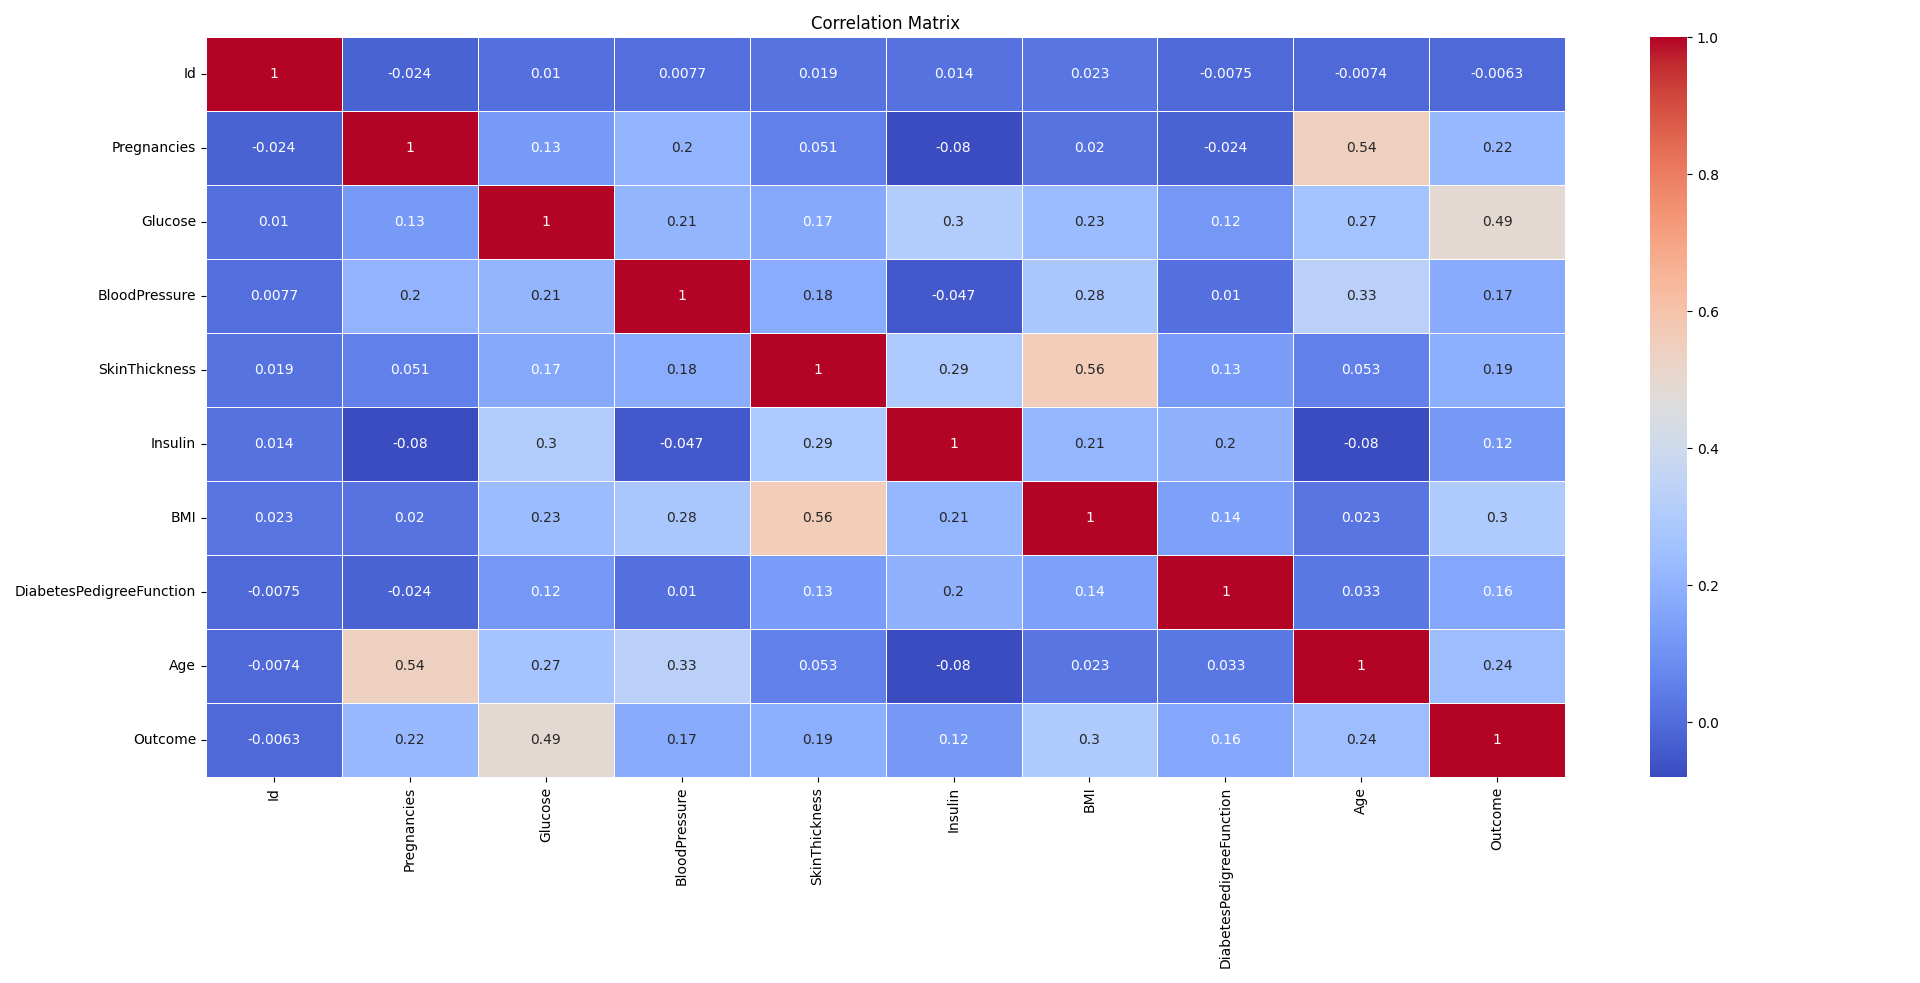 Correlation Matrix
Id 1 -0.024 0.01 0.0077 0.019 0.014 0.023 -0.0075 -0.0074 -0.0063
Pregnancies -0.024 1 0.13 0.2 0.051 -0.08 0.02 -0.024 0.54 0.22
Glucose 0.01 0.13 1 0.21 0.17 0.3 0.23 0.12 0.27 0.49
BloodPressure 0.0077 0.2 0.21 1 0.18 -0.047 0.28 0.01 0.33 0.17
SkinThickness 0.019 0.051 0.17 0.18 1 0.29 0.56 0.13 0.053 0.19
Insulin 0.014 -0.08 0.3 -0.047 0.29 1 0.21 0.2 -0.08 0.12
BMI 0.023 0.02 0.23 0.28 0.56 0.21 1 0.14 0.023 0.3
DiabetesPedigreeFunction -0.0075 -0.024 0.12 0.01 0.13 0.2 0.14 1 0.033 0.16
Age -0.0074 0.54 0.27 0.33 0.053 -0.08 0.023 0.033 1 0.24
Outcome -0.0063 0.22 0.49 0.17 0.19 0.12 0.3 0.16 0.24 1
Id Pregnancies Glucose BloodPressure SkinThickness Insulin BMI DiabetesPedigreeFunction Age Outcome
1.0
0.8
0.6
0.4
0.2
0.0